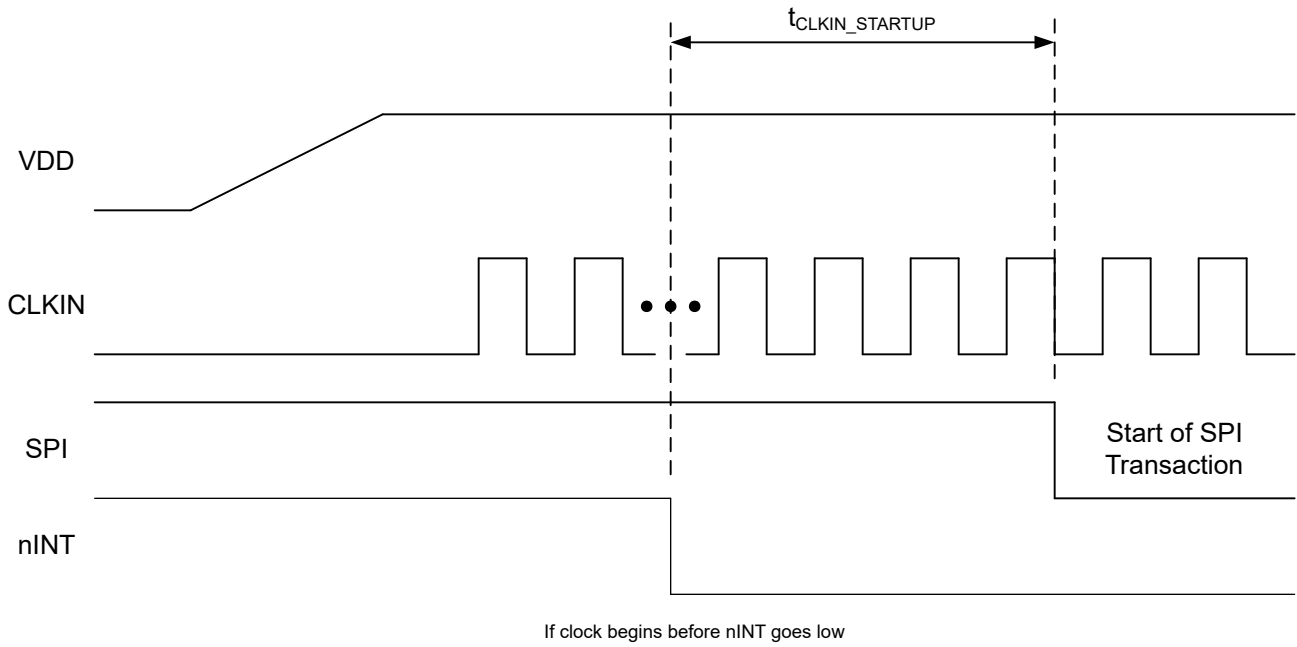 tCLKIN_STARTUP
VDD
CLKIN
SPI
Start of SPI
Transaction
nINT
If clock begins before nINT goes low